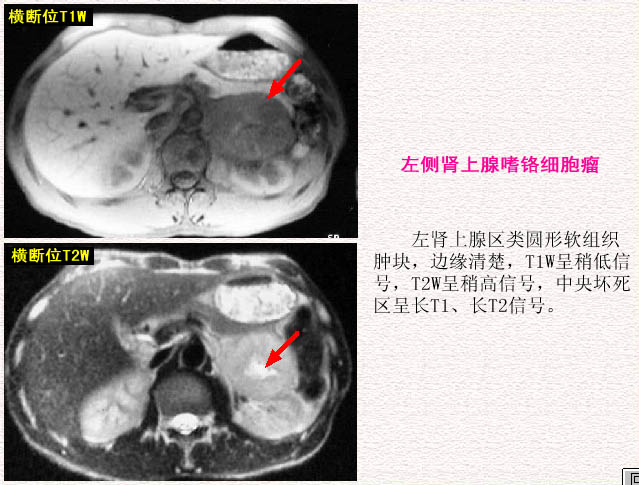 横断位T1W
左侧肾上腺嗜铬细胞瘤
左肾上腺区类圆形软组织
肿块，边缘清楚，T1W呈稍低信
号，T2W呈稍高信号，中央坏死
区呈长T1、长T2信号。
横断位T2W